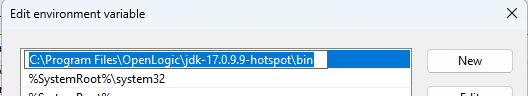 Edit environment variable
C:\Program Files\OpenLogic\jdk-17.0.9.9-hotspot\bin
New
%SystemRoot%\system32